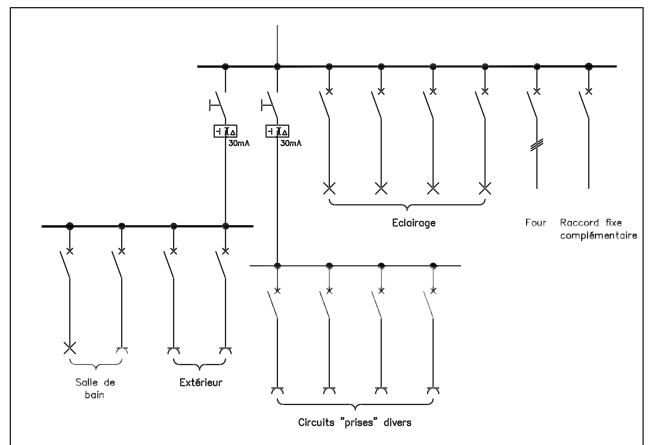 30mA
30mA
Eclairage
Four
Raccord fixe
complémentaire
Salle de
bain
Extérieur
Circuits "prises" divers